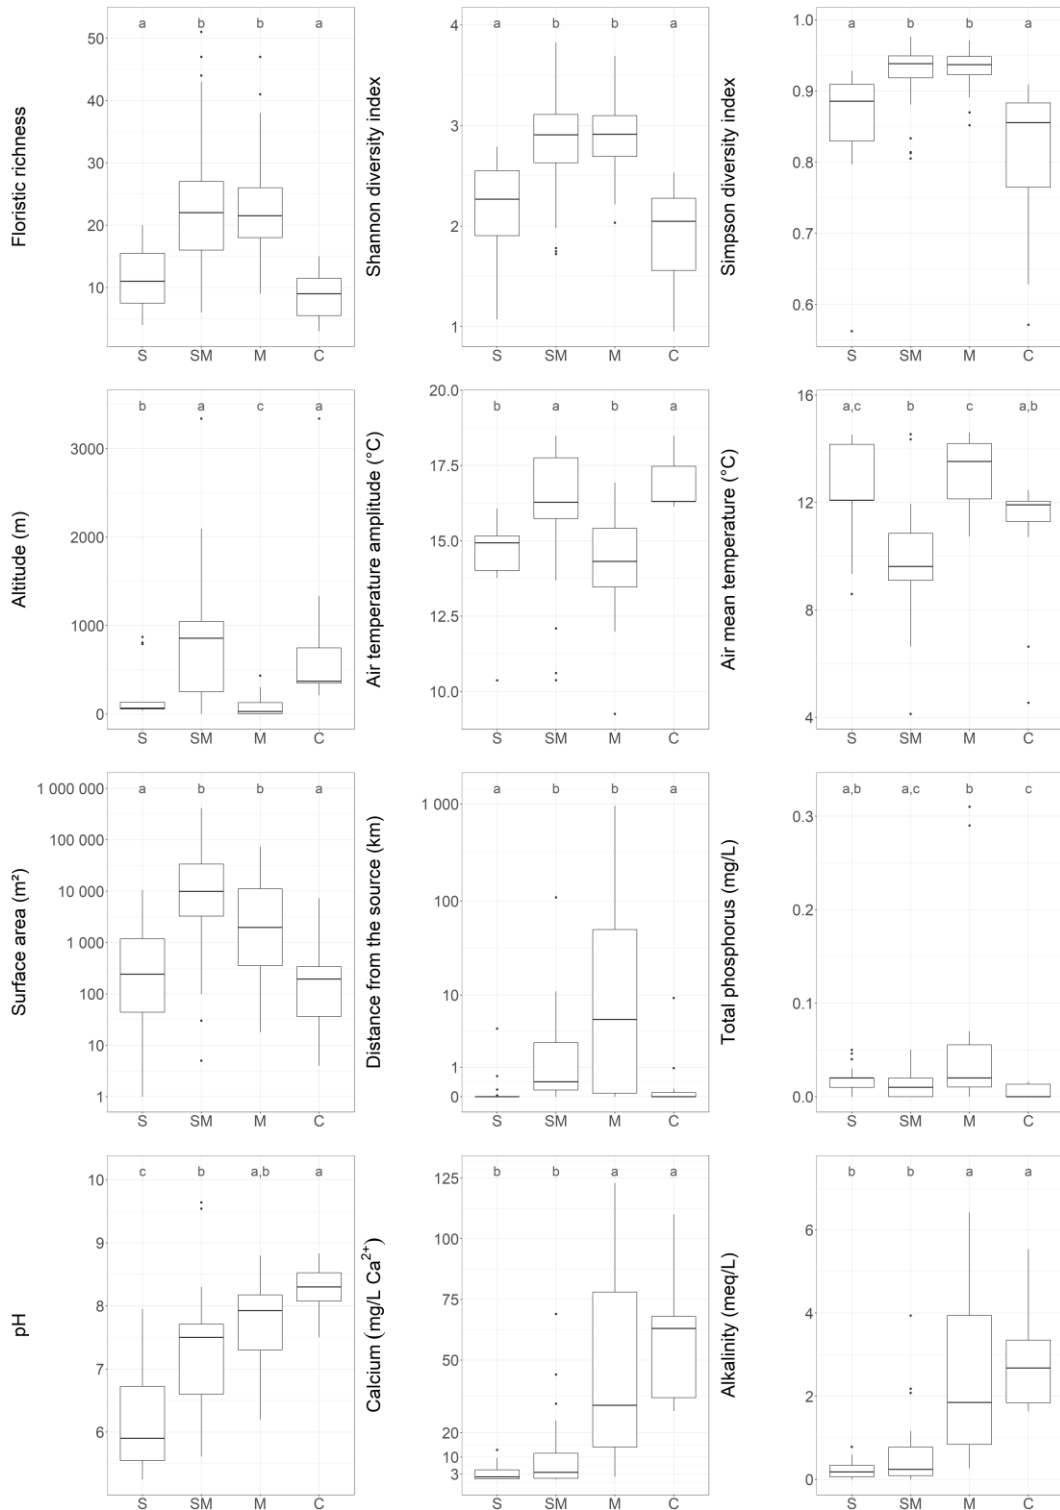 a b b a
Floristic richness
50
40
30
20
10
S SM M C
a b b a
Shannon diversity index
4
3
2
1
S SM M C
a b b a
Simpson diversity index
1.0
0.9
0.8
0.7
0.6
S SM M C
b a c a
Altitude (m)
3000
2000
1000
0
S SM M C
b a b a
Air temperature amplitude (°C)
20.0
17.5
15.0
12.5
10.0
S SM M C
a,c b c a,b
Air mean temperature (°C)
16
12
8
4
S SM M C
a b b a
Surface area (m²)
1 000 000
100 000
10 000
1 000
100
10
1
S SM M C
a b b a
Distance from the source (km)
1 000
100
10
1
0
S SM M C
a,b a,c b c
Total phosphorus (mg/L)
0.3
0.2
0.1
0.0
S SM M C
c b a,b a
pH
10
9
8
7
6
S SM M C
b b a a
Calcium (mg/L Ca²⁺)
125
100
75
50
20
10
3
S SM M C
b b a a
Alkalinity (meq/L)
6
4
2
0
S SM M C